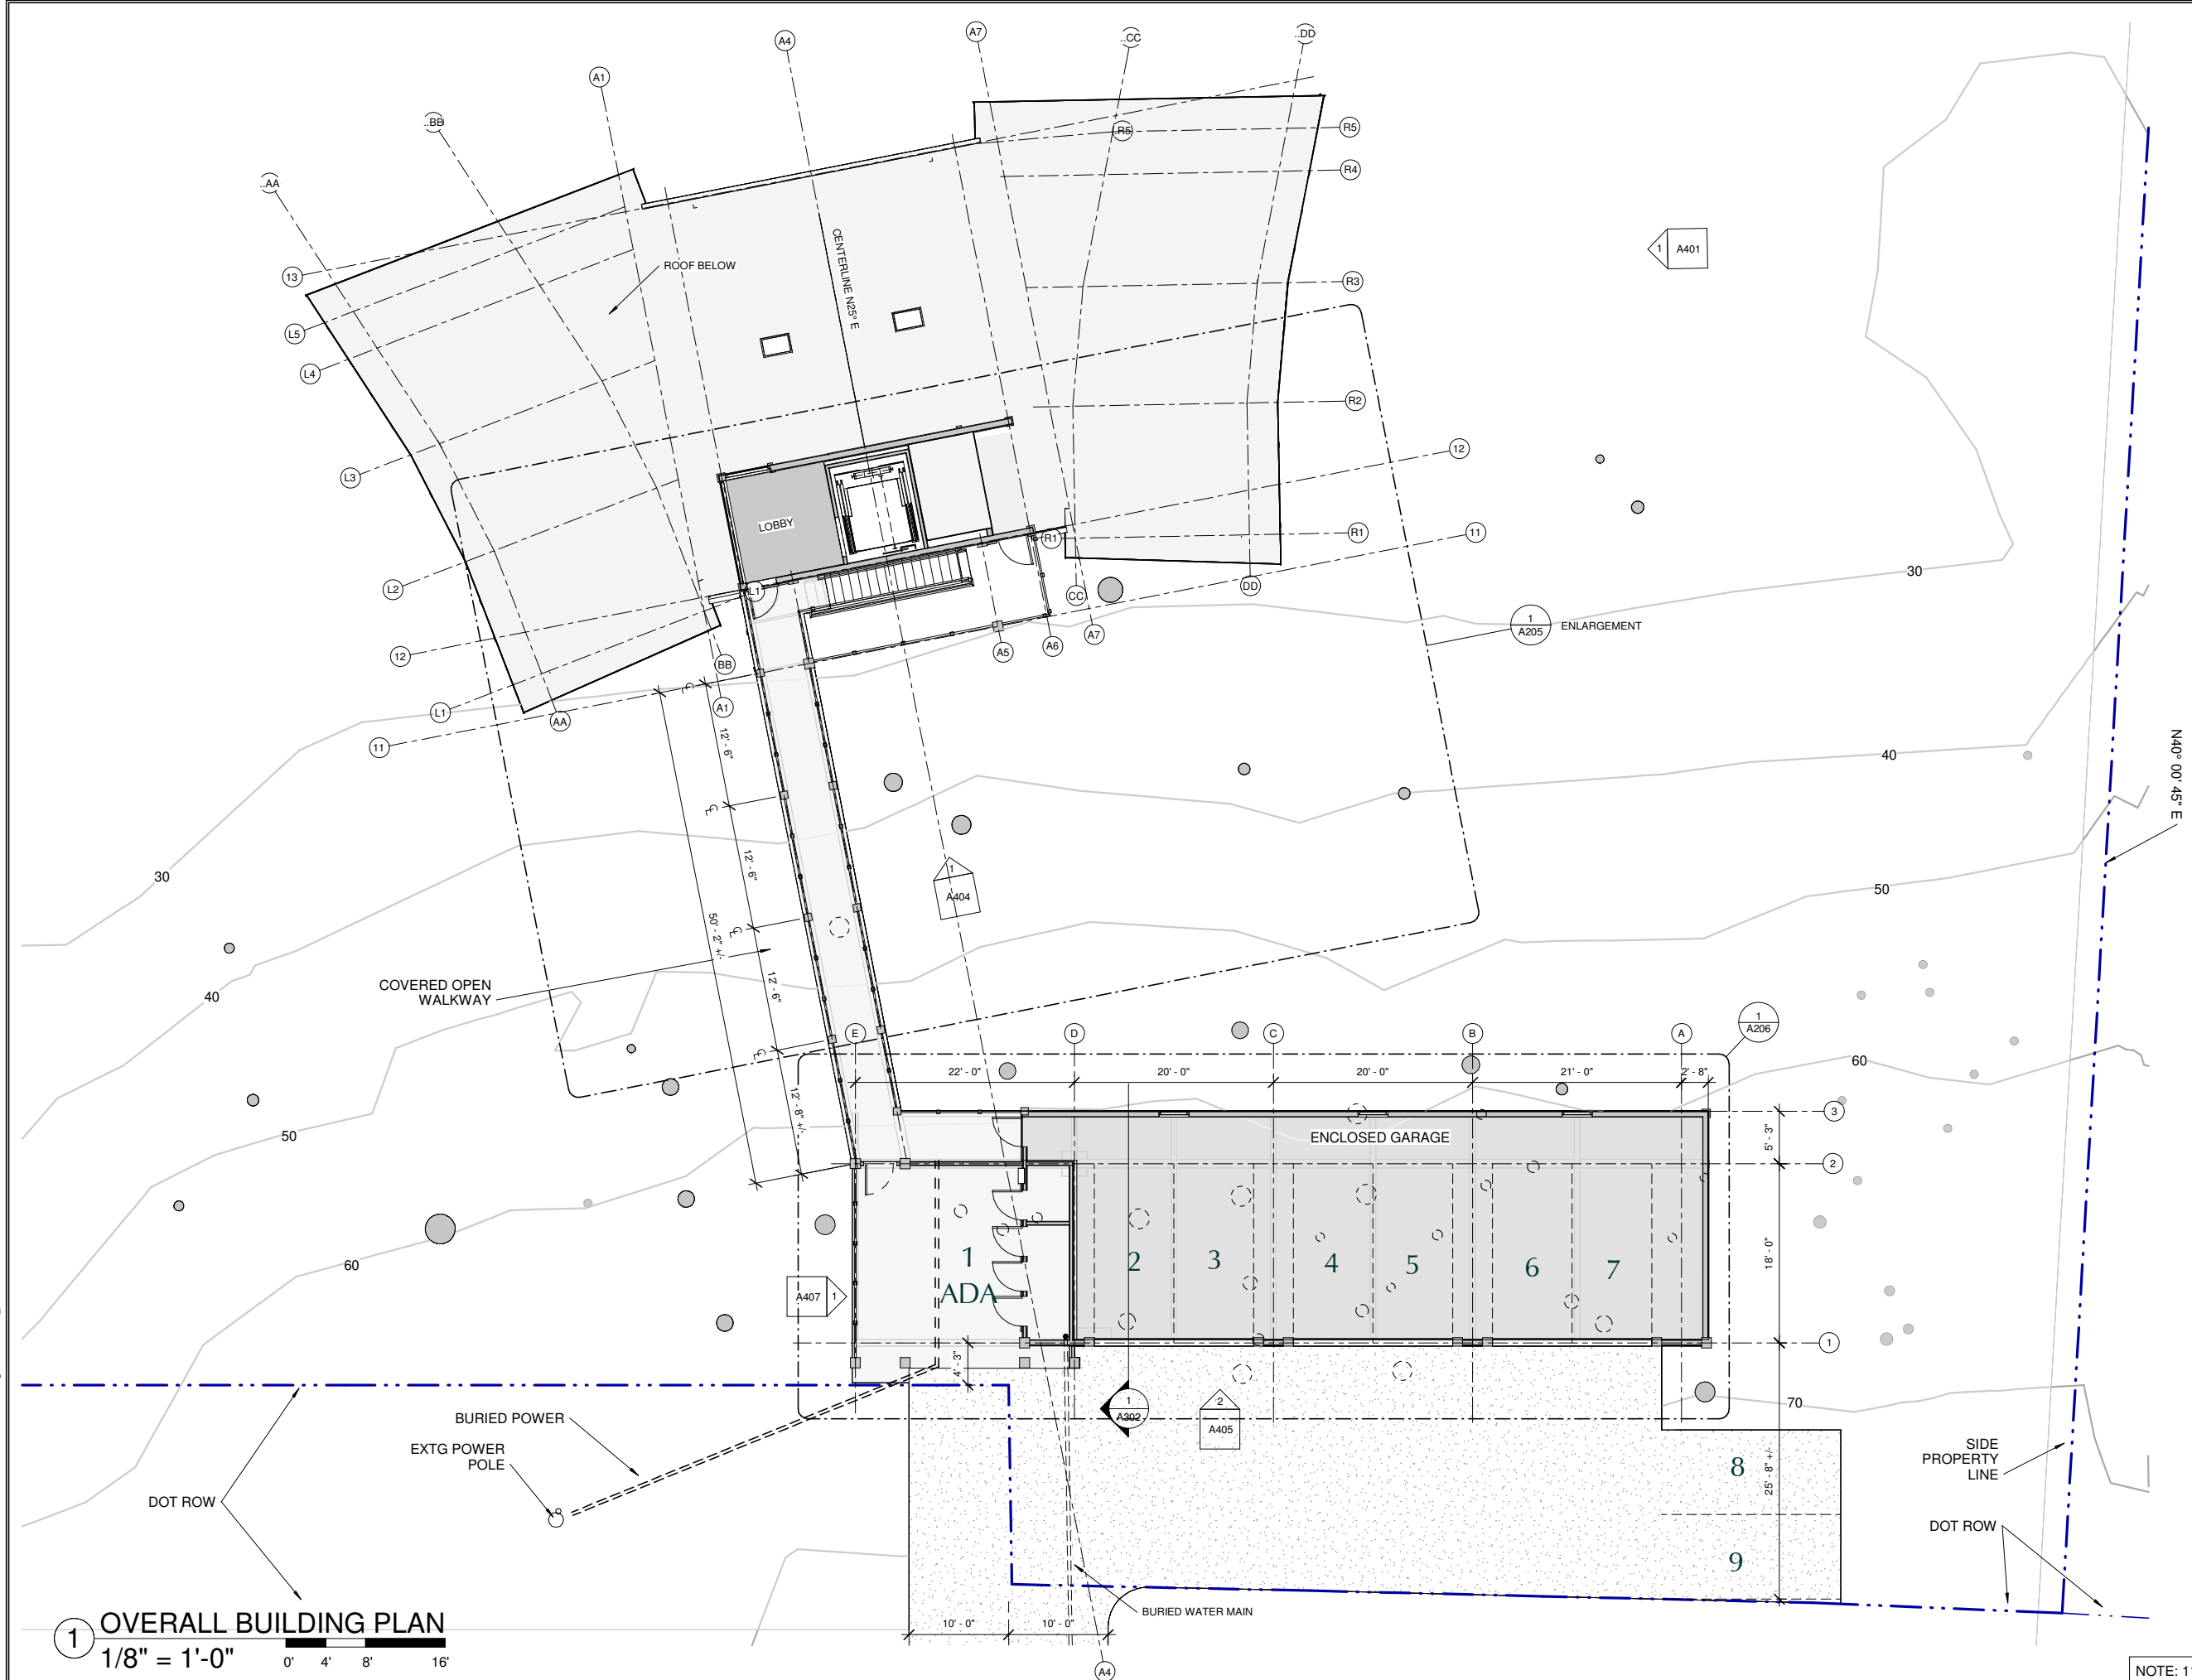 A4
A7
..CC
..DD
A1
..BB
..AA
R5
..R5
R4
CENTERLINE N25° E
ROOF BELOW
1 A401
13
L5
L4
R3
R2
L3
12
LOBBY
R1
R1
11
L2
L1
CC
DD
30
1
A205
ENLARGEMENT
12
BB
A5
A6
A7
L1
AA
A1
11
12' - 6"
40
N40° 00' 45" E
12' - 6"
30
1
A404
50
50' - 2" +/-
COVERED OPEN
WALKWAY
12' - 6"
40
E
D
C
B
A
1
A206
60
22' - 0"
20' - 0"
20' - 0"
21' - 0"
2' - 8"
12' - 8" +/-
50
ENCLOSED GARAGE
3
5' - 3"
2
18' - 0"
60
1
ADA
2
3
4
5
6
7
A407 1
1
4' - 3"
BURIED POWER
EXTG POWER
POLE
1
A302
2
A405
70
SIDE
PROPERTY
LINE
8
25' - 8" +/-
DOT ROW
DOT ROW
9
BURIED WATER MAIN
10' - 0"
10' - 0"
A4
1 OVERALL BUILDING PLAN
1/8" = 1'-0"
0' 4' 8' 16'
NOTE: 1